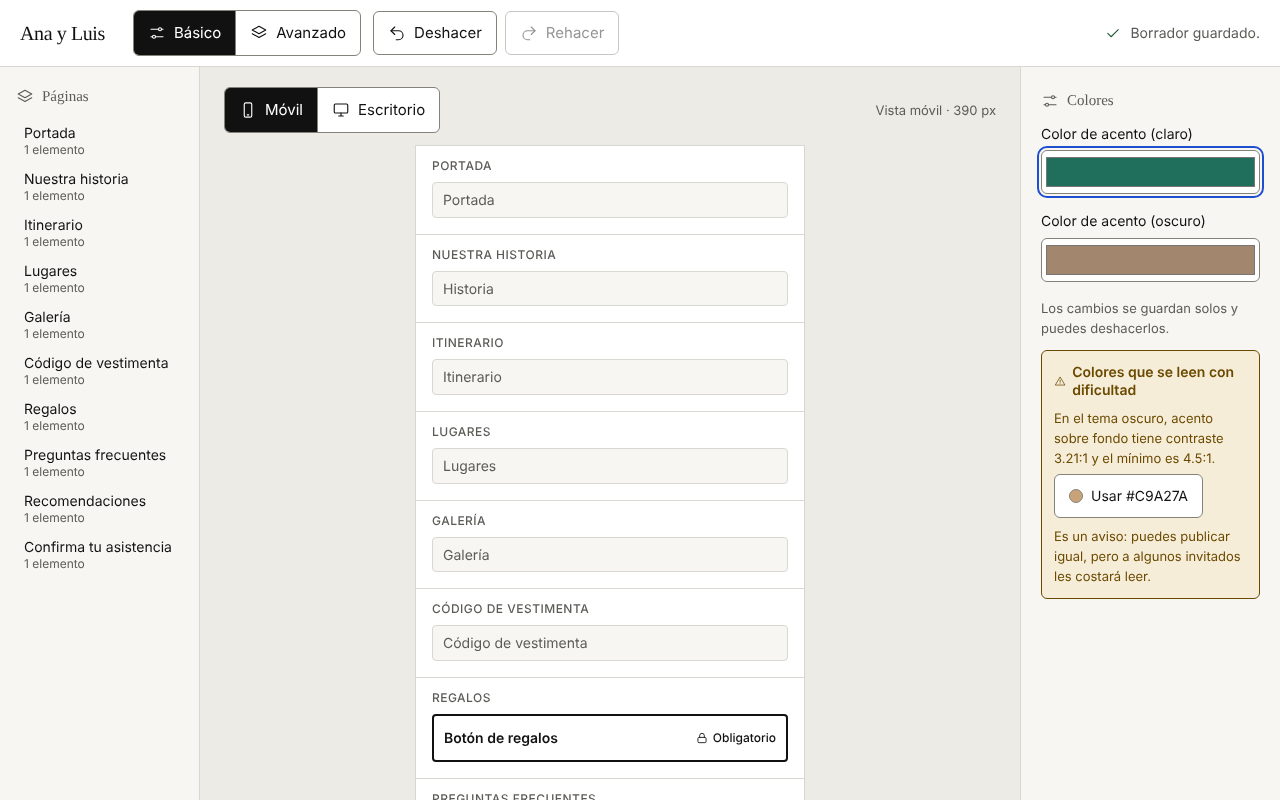 Ana y Luis
Básico
Avanzado
Deshacer
Rehacer
Borrador guardado.
Páginas
Portada
1 elemento
Nuestra historia
1 elemento
Itinerario
1 elemento
Lugares
1 elemento
Galería
1 elemento
Código de vestimenta
1 elemento
Regalos
1 elemento
Preguntas frecuentes
1 elemento
Recomendaciones
1 elemento
Confirma tu asistencia
1 elemento
Móvil
Escritorio
Vista móvil · 390 px
PORTADA
Portada
NUESTRA HISTORIA
Historia
ITINERARIO
Itinerario
LUGARES
Lugares
GALERÍA
Galería
CÓDIGO DE VESTIMENTA
Código de vestimenta
REGALOS
Botón de regalos
Obligatorio
PREGUNTAS FRECUENTES
Colores
Color de acento (claro)
Color de acento (oscuro)
Los cambios se guardan solos y
puedes deshacerlos.
Colores que se leen con
dificultad
En el tema oscuro, acento
sobre fondo tiene contraste
3.21:1 y el mínimo es 4.5:1.
Usar #C9A27A
Es un aviso: puedes publicar
igual, pero a algunos invitados
les costará leer.